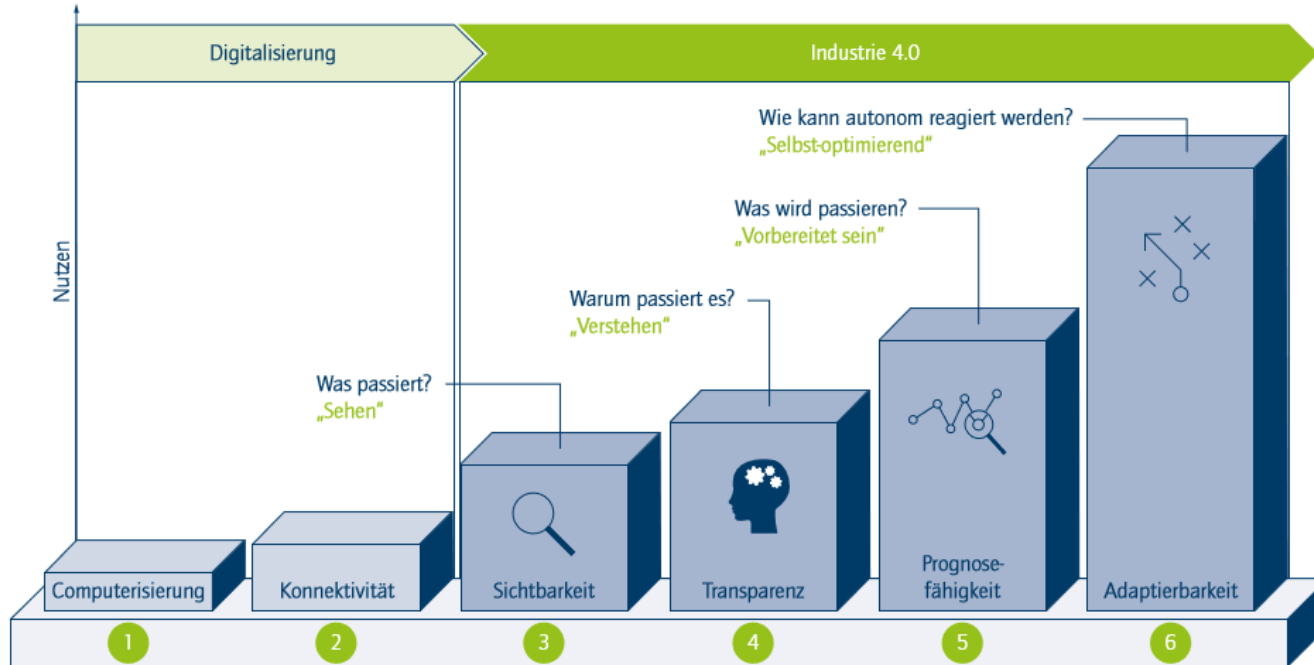 Digitalisierung
Industrie 4.0
Nutzen
Wie kann autonom reagiert werden?
„Selbst-optimierend“
Was wird passieren?
„Vorbereitet sein“
Warum passiert es?
„Verstehen“
Was passiert?
„Sehen“
Computerisierung
Konnektivität
Sichtbarkeit
Transparenz
Prognose-
fähigkeit
Adaptierbarkeit
1
2
3
4
5
6